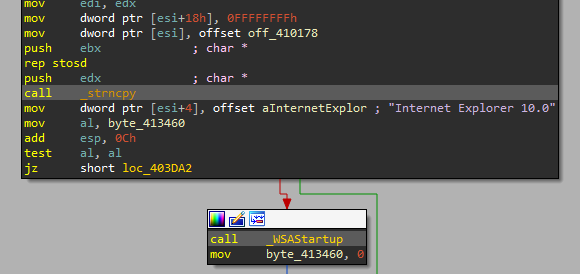 mov edi, edx
mov dword ptr [esi+18h], 0FFFFFFFFh
mov dword ptr [esi], offset off_410178
push ebx ; char *
rep stosd
push edx ; char *
call _strncpy
mov dword ptr [esi+4], offset aInternetExplor ; "Internet Explorer 10.0"
mov al, byte_413460
add esp, 0Ch
test al, al
jz short loc_403DA2
call _WSAStartup
mov byte_413460, 0